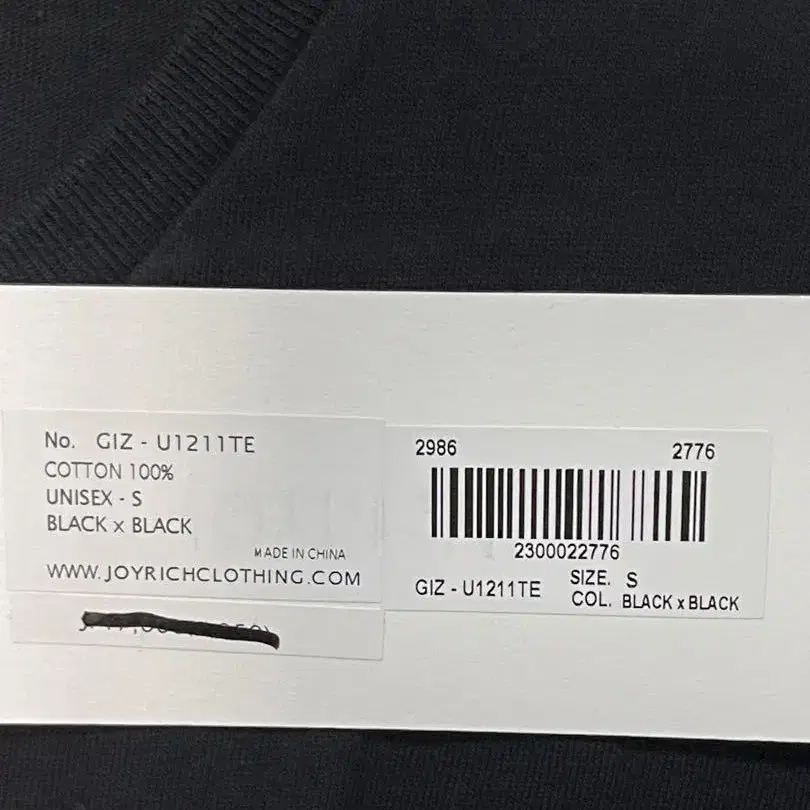 No. GIZ - U1211TE
COTTON 100%
UNISEX - S
BLACK x BLACK
MADE IN CHINA
WWW.JOYRICHCLOTHING.COM
2986 2776
2300022776
GIZ - U1211TE
SIZE. S
COL. BLACK x BLACK